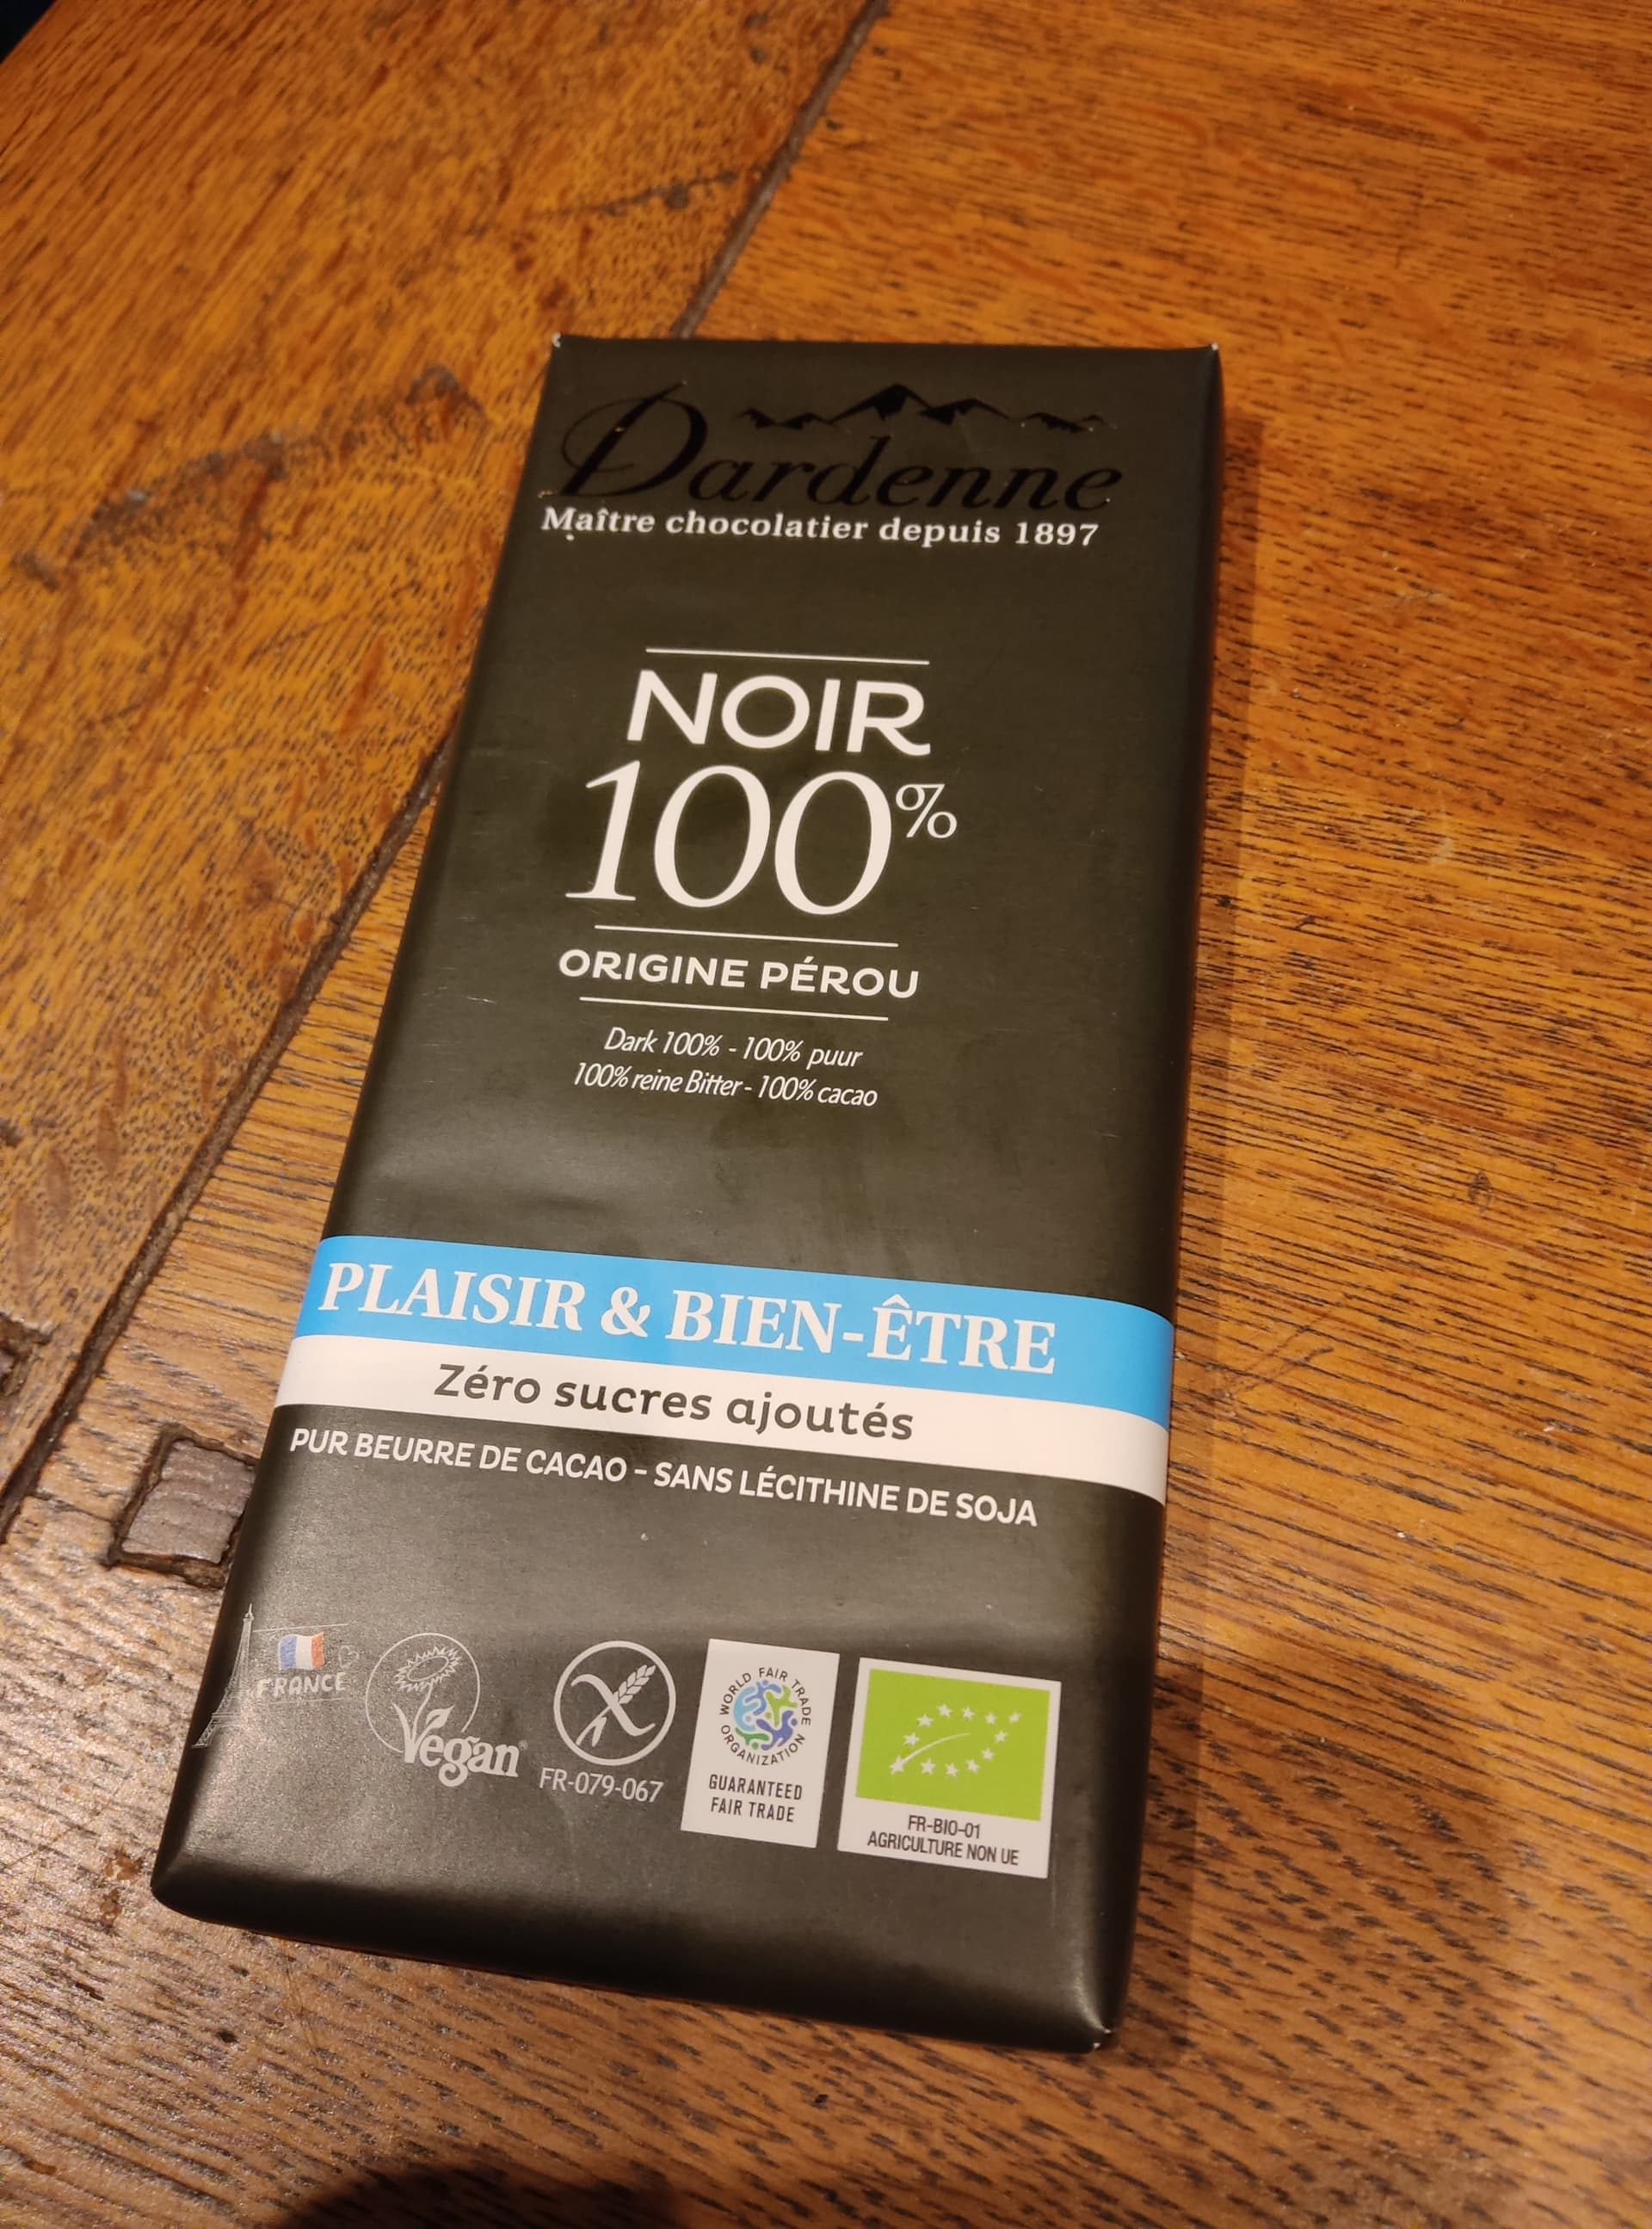 Dardenne
Maître chocolatier depuis 1897
NOIR
100%
ORIGINE PÉROU
Dark 100% - 100% puur
100% reine Bitter - 100% cacao
PLAISIR & BIEN-ÊTRE
Zéro sucres ajoutés
PUR BEURRE DE CACAO - SANS LÉCITHINE DE SOJA
FRANCE
Vegan
FR-079-067
WORLD FAIR TRADE ORGANIZATION
GUARANTEED
FAIR TRADE
FR-BIO-01
AGRICULTURE NON UE